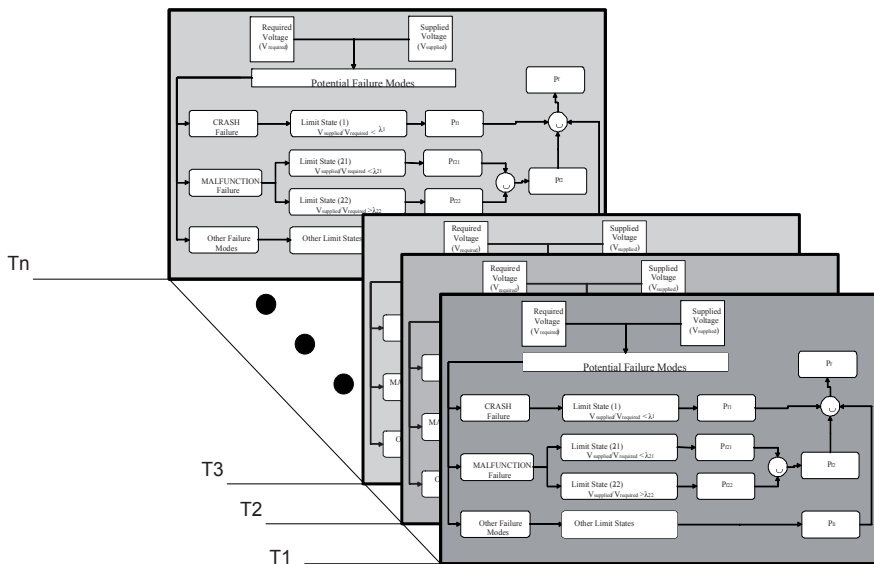 Required
Voltage
(Vrequired)
Supplied
Voltage
(Vsupplied)
Potential Failure Modes
Pf
CRASH
Failure
Limit State (1)
Vsupplied/Vrequired < λ1
Pf1
MALFUNCTION
Failure
Limit State (21)
Vsupplied/Vrequired <λ21
Pf21
Limit State (22)
Vsupplied/Vrequired >λ22
Pf22
Pf2
Other Failure
Modes
Other Limit States
Tn
Required
Voltage
(Vrequired)
Supplied
Voltage
(Vsupplied)
MA
O
T3
Required
Voltage
(Vrequired)
Supplied
Voltage
(Vsupplied)
MA
O
T2
Required
Voltage
(Vrequired)
Supplied
Voltage
(Vsupplied)
Potential Failure Modes
Pf
CRASH
Failure
Limit State (1)
Vsupplied/Vrequired <λ1
Pf1
MALFUNCTION
Failure
Limit State (21)
Vsupplied/Vrequired <λ21
Pf21
Limit State (22)
Vsupplied/Vrequired >λ22
Pf22
Pf2
Other Failure
Modes
Other Limit States
T1